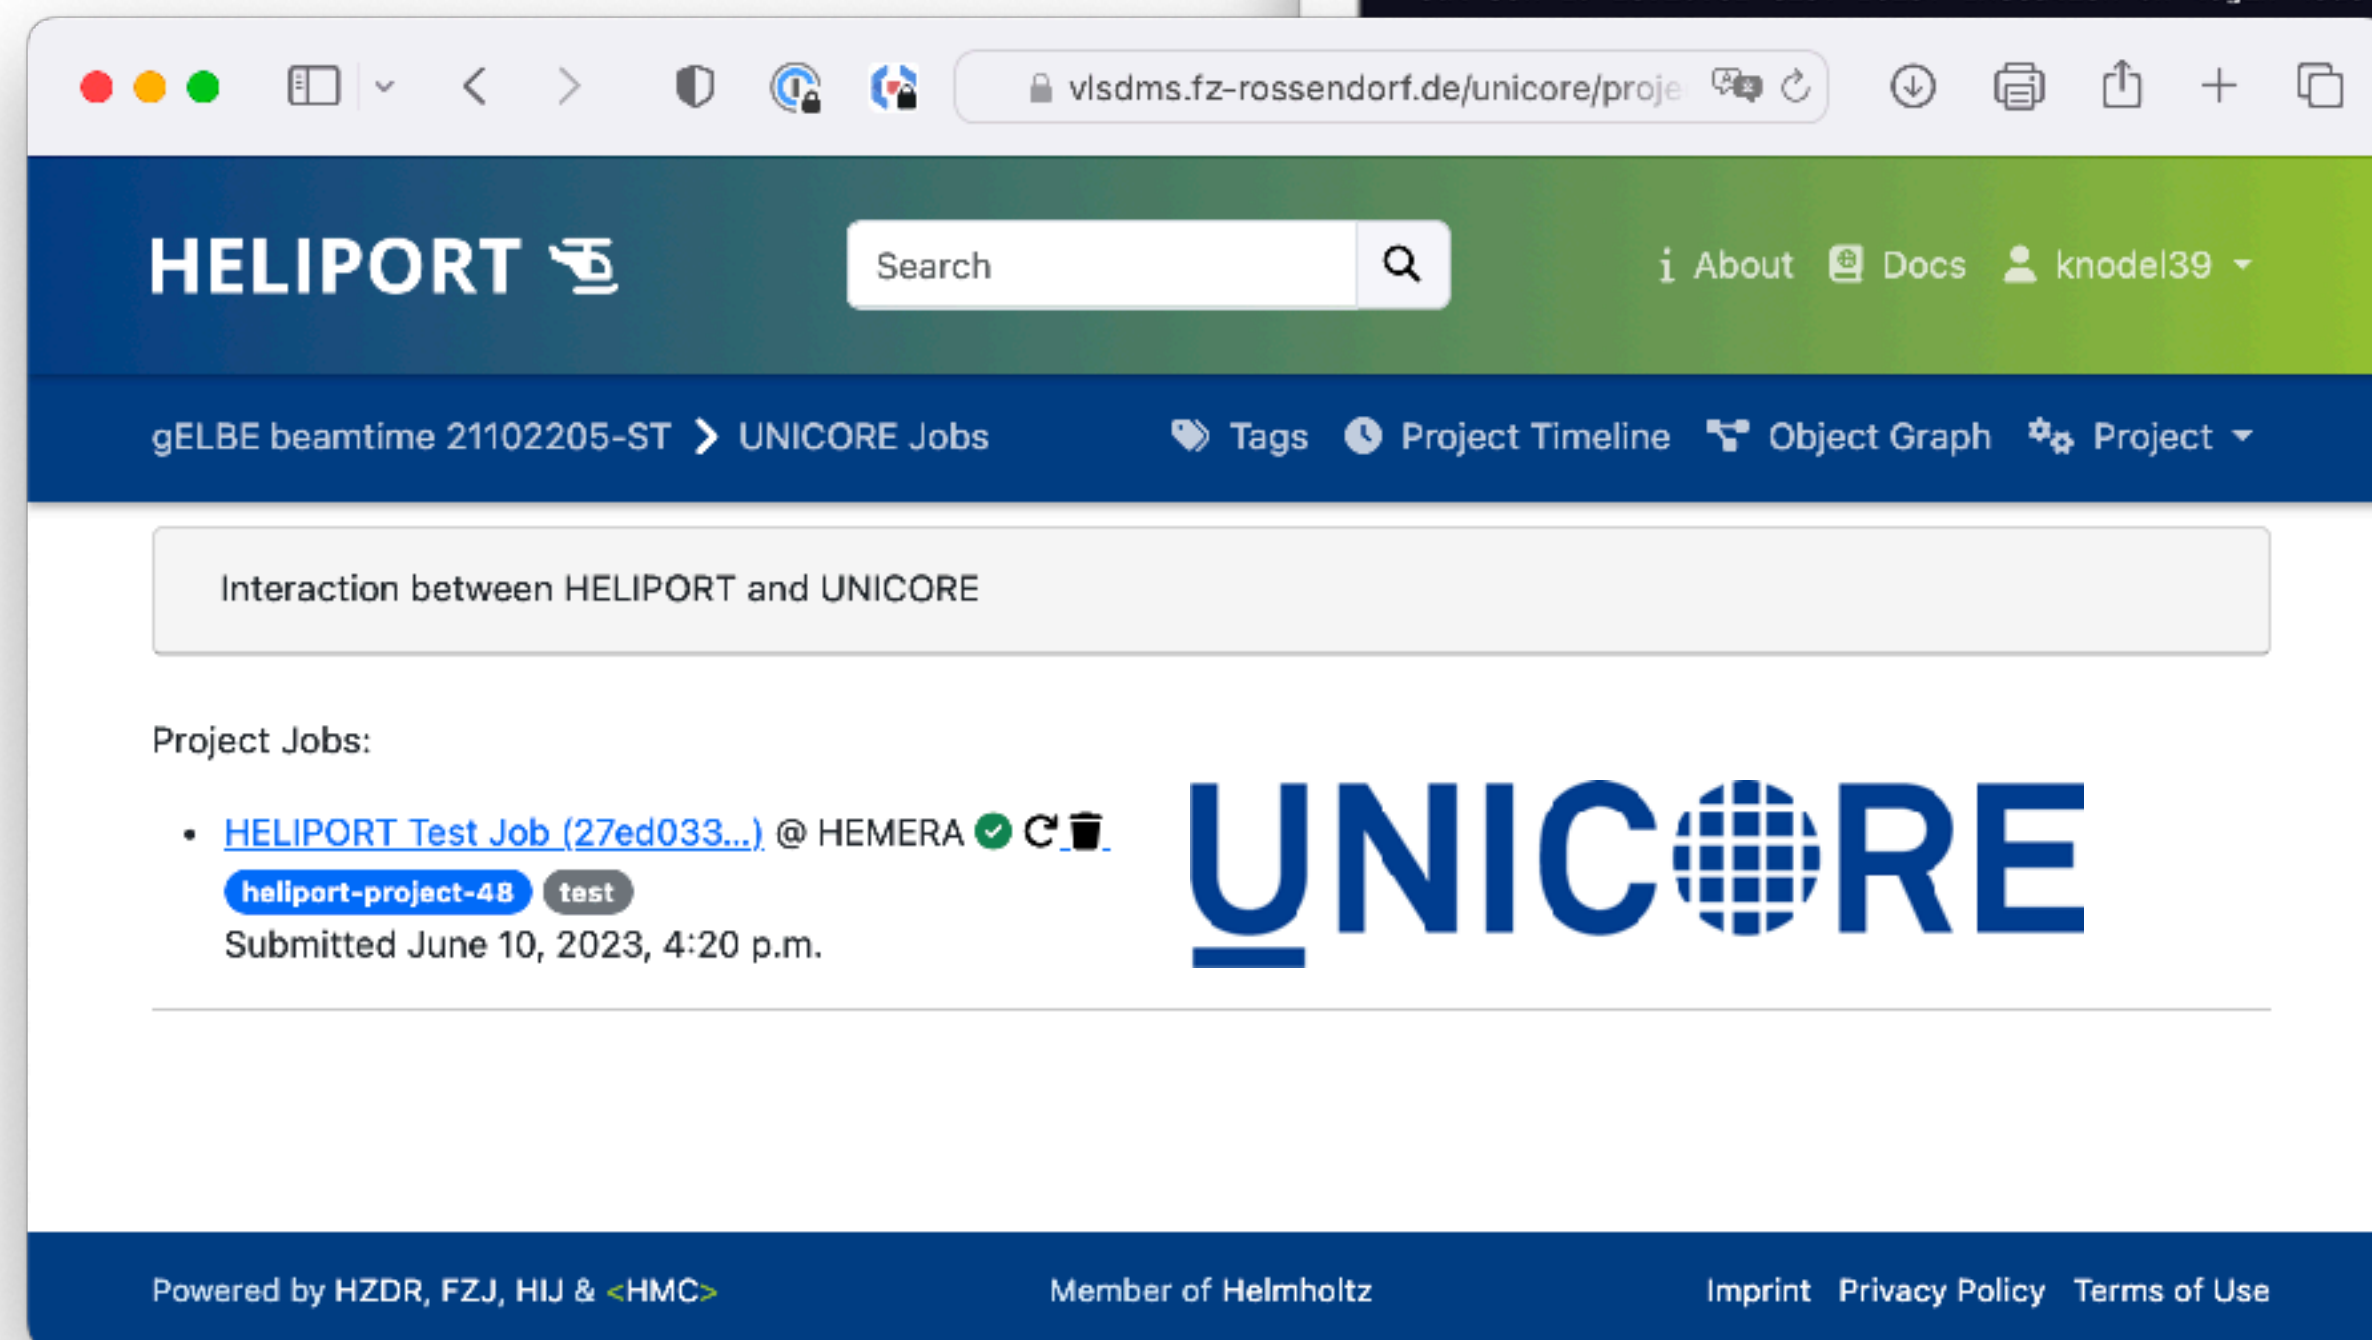 vlsdms.fz-rossendorf.de/unicore/proje
HELIPORT
Search
i About Docs knodel39
gELBE beamtime 21102205-ST UNICORE Jobs
Tags Project Timeline Object Graph Project
Interaction between HELIPORT and UNICORE
Project Jobs:
• HELIPORT Test Job (27ed033...) @ HEMERA
heliport-project-48 test
Submitted June 10, 2023, 4:20 p.m.
UNICORE
Powered by HZDR, FZJ, HIJ & <HMC>
Member of Helmholtz
Imprint Privacy Policy Terms of Use